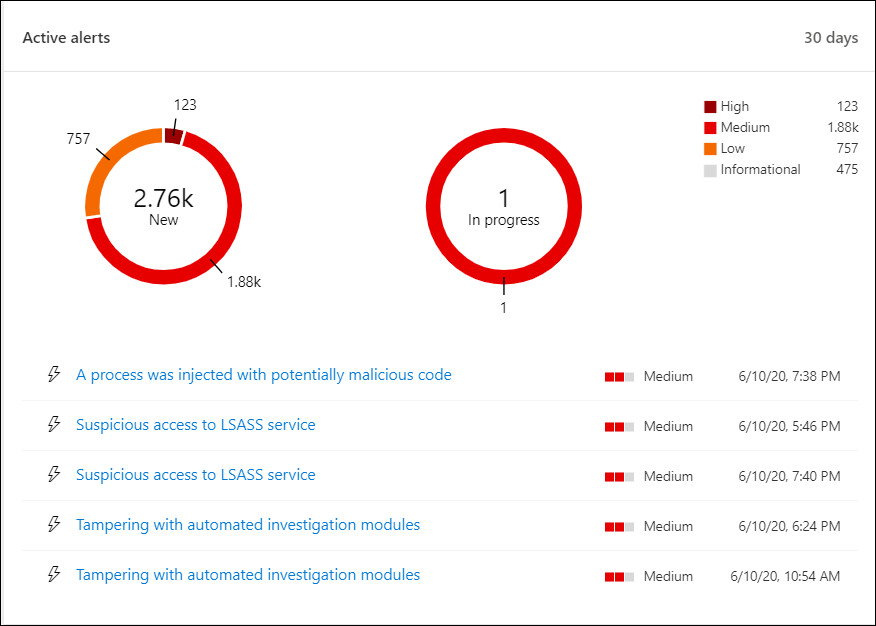 Active alerts
30 days
123
757
2.76k
New
1.88k
1
In progress
1
High 123
Medium 1.88k
Low 757
Informational 475
A process was injected with potentially malicious code Medium 6/10/20, 7:38 PM
Suspicious access to LSASS service Medium 6/10/20, 5:46 PM
Suspicious access to LSASS service Medium 6/10/20, 7:40 PM
Tampering with automated investigation modules Medium 6/10/20, 6:24 PM
Tampering with automated investigation modules Medium 6/10/20, 10:54 AM